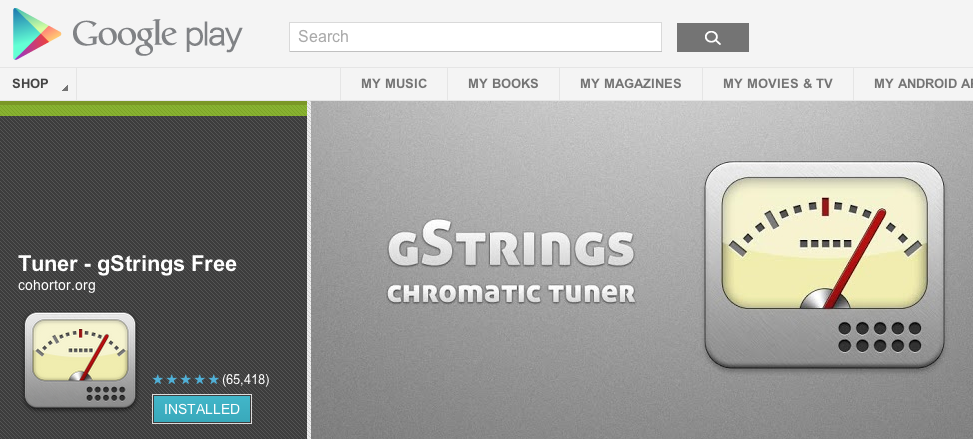 Google play
Search
SHOP
MY MUSIC
MY BOOKS
MY MAGAZINES
MY MOVIES & TV
MY ANDROID
Tuner - gStrings Free
cohortor.org
(65,418)
INSTALLED
GSTRINGS
CHROMATIC TUNER